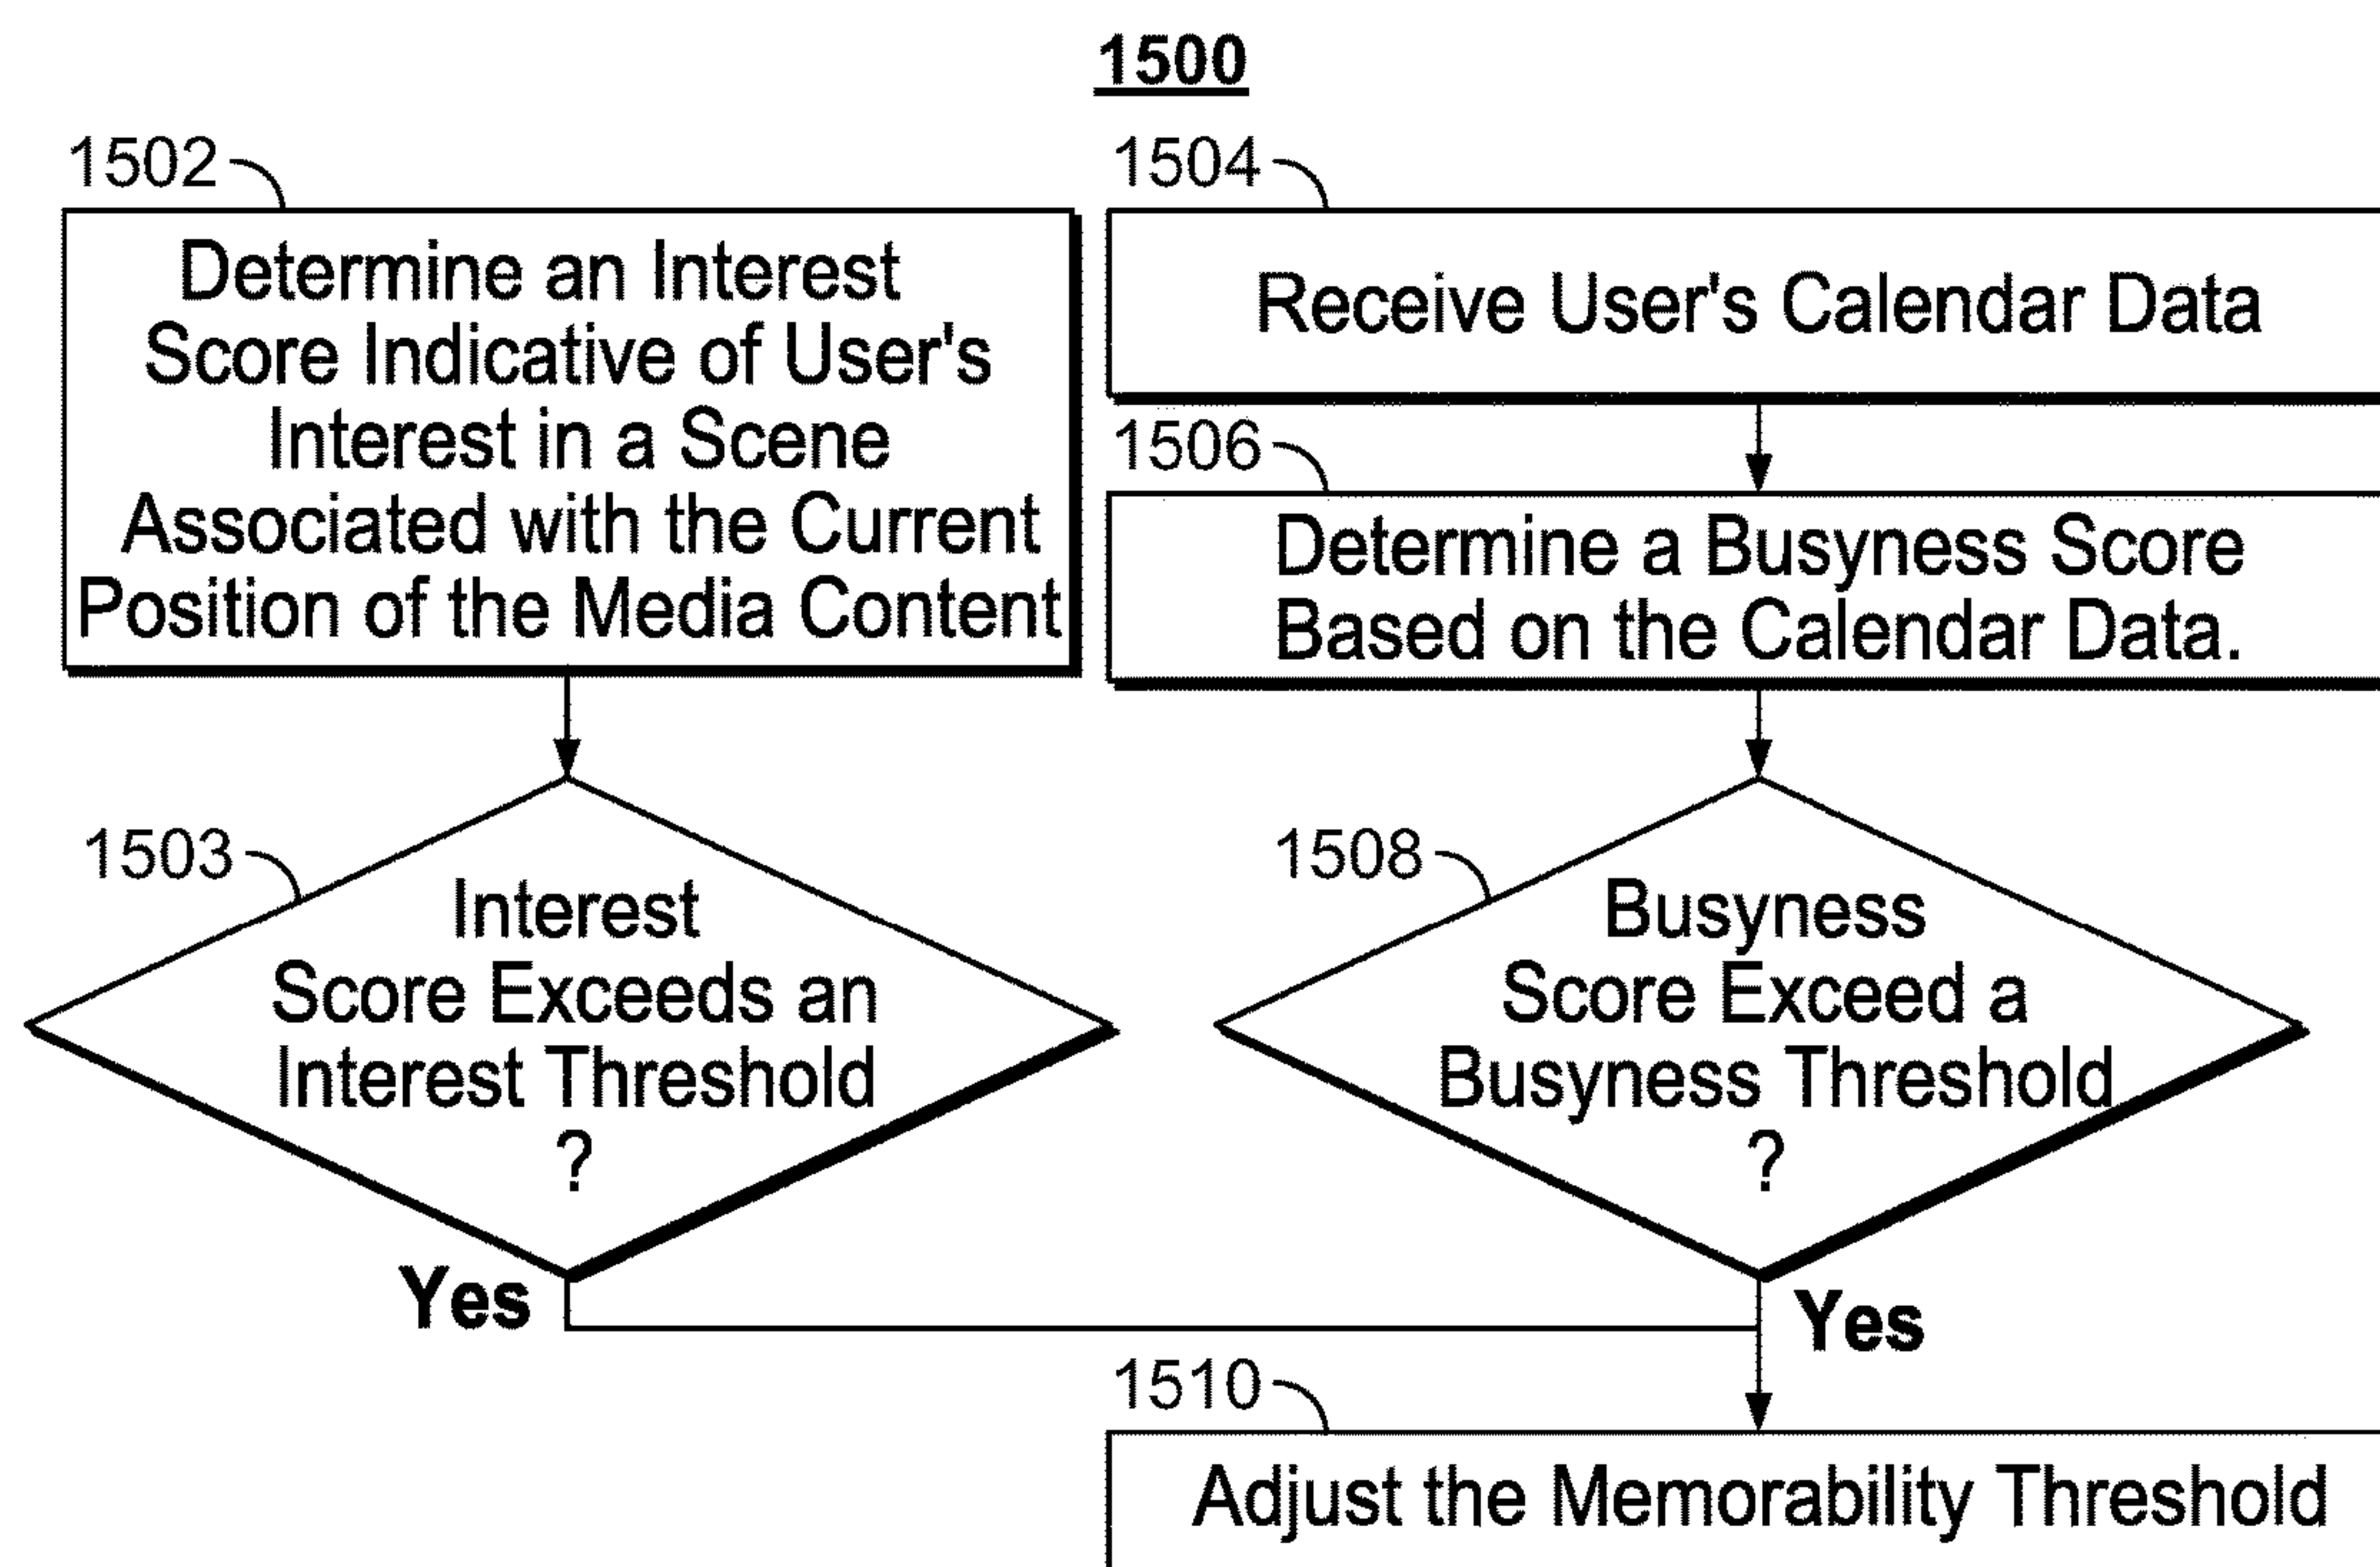 1500
1502
Determine an Interest
Score Indicative of User's
Interest in a Scene
Associated with the Current
Position of the Media Content
1504
Receive User's Calendar Data
1506
Determine a Busyness Score
Based on the Calendar Data.
1503
Interest
Score Exceeds an
Interest Threshold
?
Yes
1508
Busyness
Score Exceed a
Busyness Threshold
?
Yes
1510
Adjust the Memorability Threshold